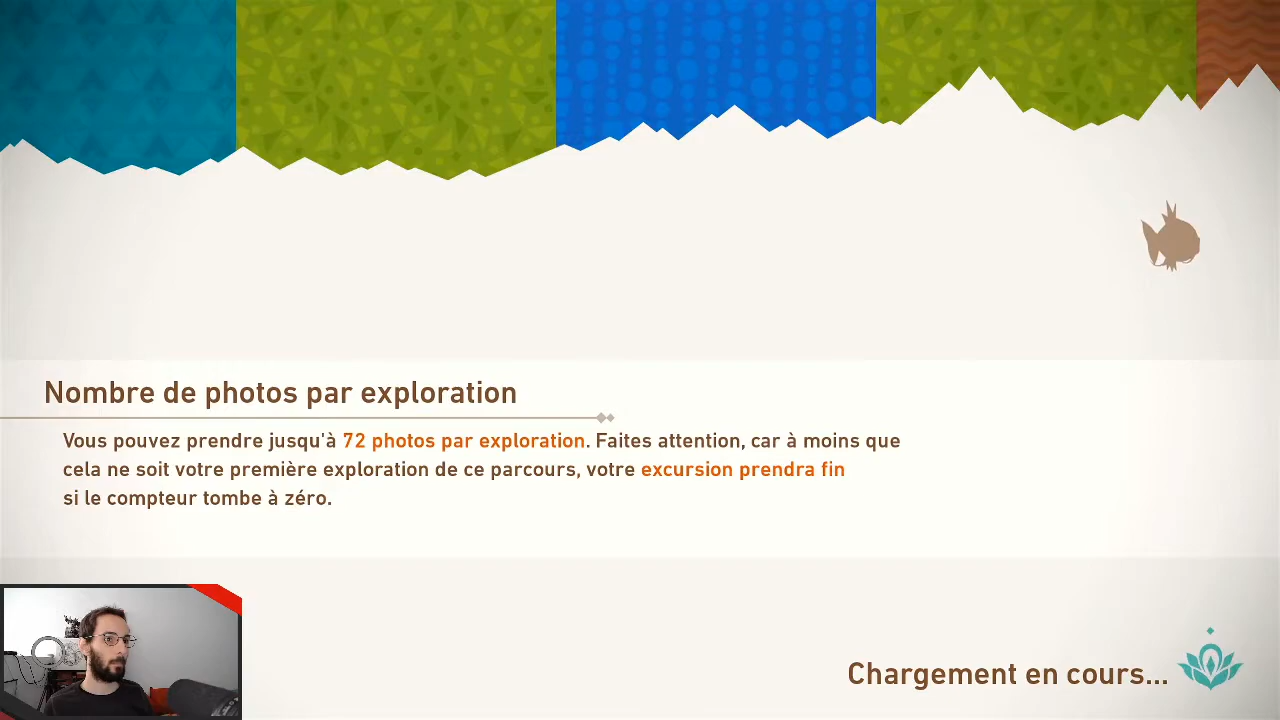 Nombre de photos par exploration
Vous pouvez prendre jusqu'à 72 photos par exploration. Faites attention, car à moins que
cela ne soit votre première exploration de ce parcours, votre excursion prendra fin
si le compteur tombe à zéro.
Chargement en cours...